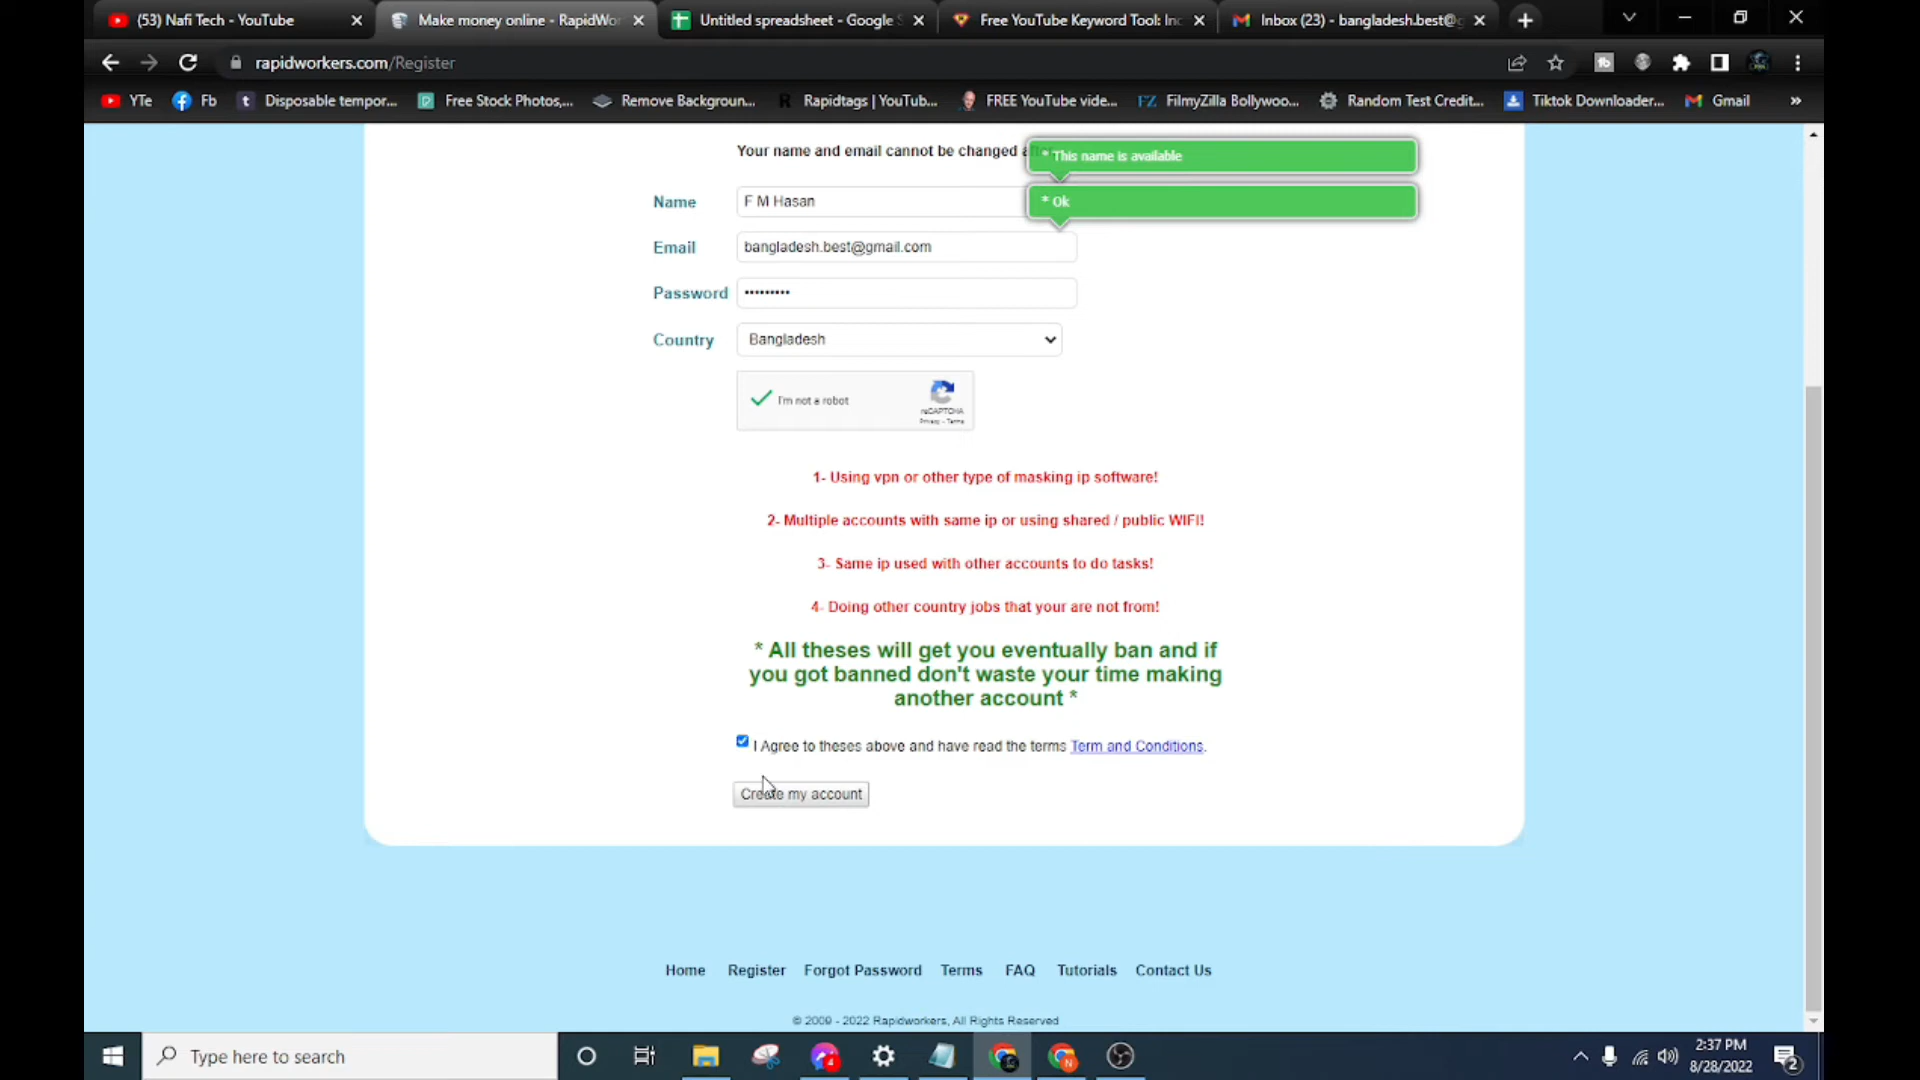 (53) Nafi Tech - YouTube
Make money online - RapidWo
Untitled spreadsheet - Google S
Free YouTube Keyword Tool: In
Inbox (23) - bangladesh.best@g
rapidworkers.com/Register
YTe
Fb
Disposable tempor...
Free Stock Photos,...
Remove Backgroun...
Rapidtags | YouTub...
FREE YouTube vide...
FilmyZilla Bollywoo...
Random Test Credit...
Tiktok Downloader...
Gmail
»
Your name and email cannot be changed a
* This name is available
Name
F M Hasan
* Ok
Email
bangladesh.best@gmail.com
Password
•••••••••
Country
Bangladesh
I'm not a robot
reCAPTCHA
Privacy - Terms
1- Using vpn or other type of masking ip software!
2- Multiple accounts with same ip or using shared / public WIFI!
3- Same ip used with other accounts to do tasks!
4- Doing other country jobs that your are not from!
* All theses will get you eventually ban and if
you got banned don't waste your time making
another account *
I Agree to theses above and have read the terms Term and Conditions.
Create my account
Home Register Forgot Password Terms FAQ Tutorials Contact Us
© 2009 - 2022 Rapidworkers, All Rights Reserved
Type here to search
4
N
2:37 PM
8/28/2022
2